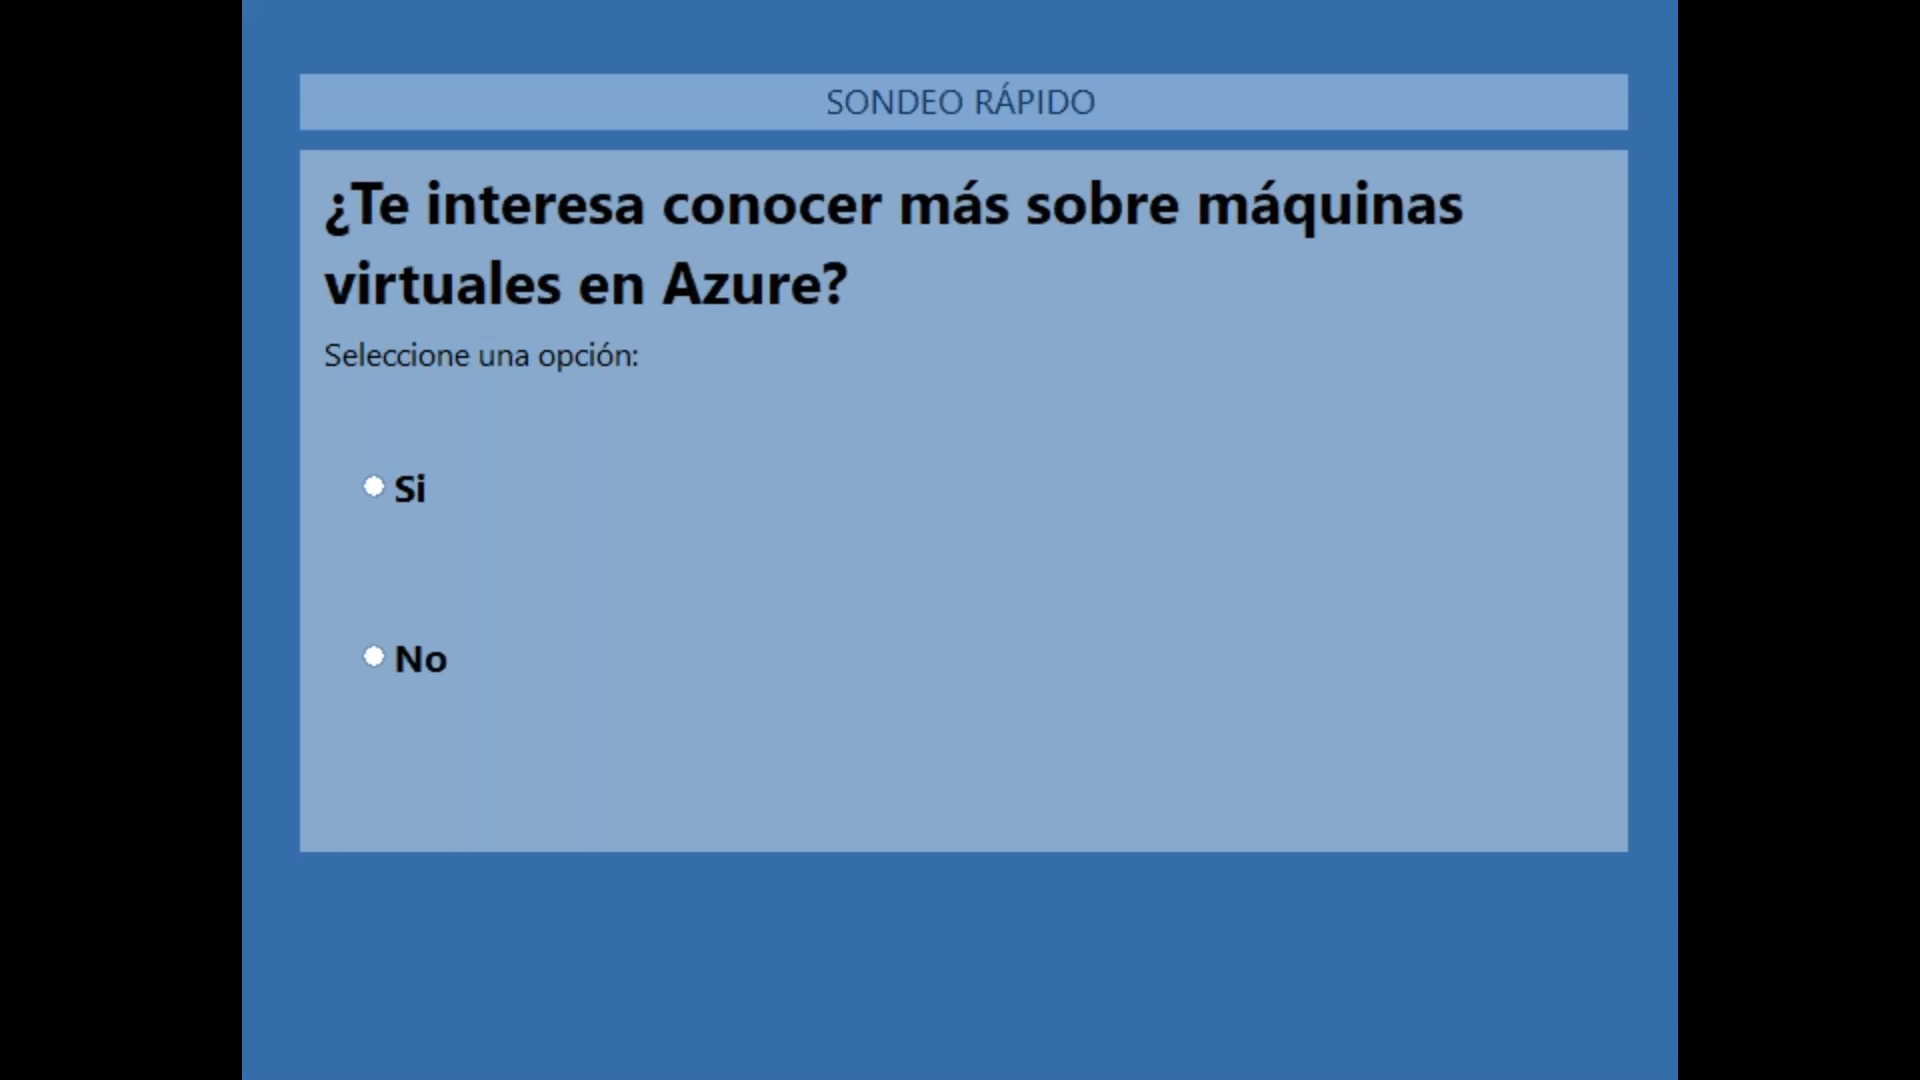 SONDEO RÁPIDO
¿Te interesa conocer más sobre máquinas
virtuales en Azure?
Seleccione una opción:
Si
No